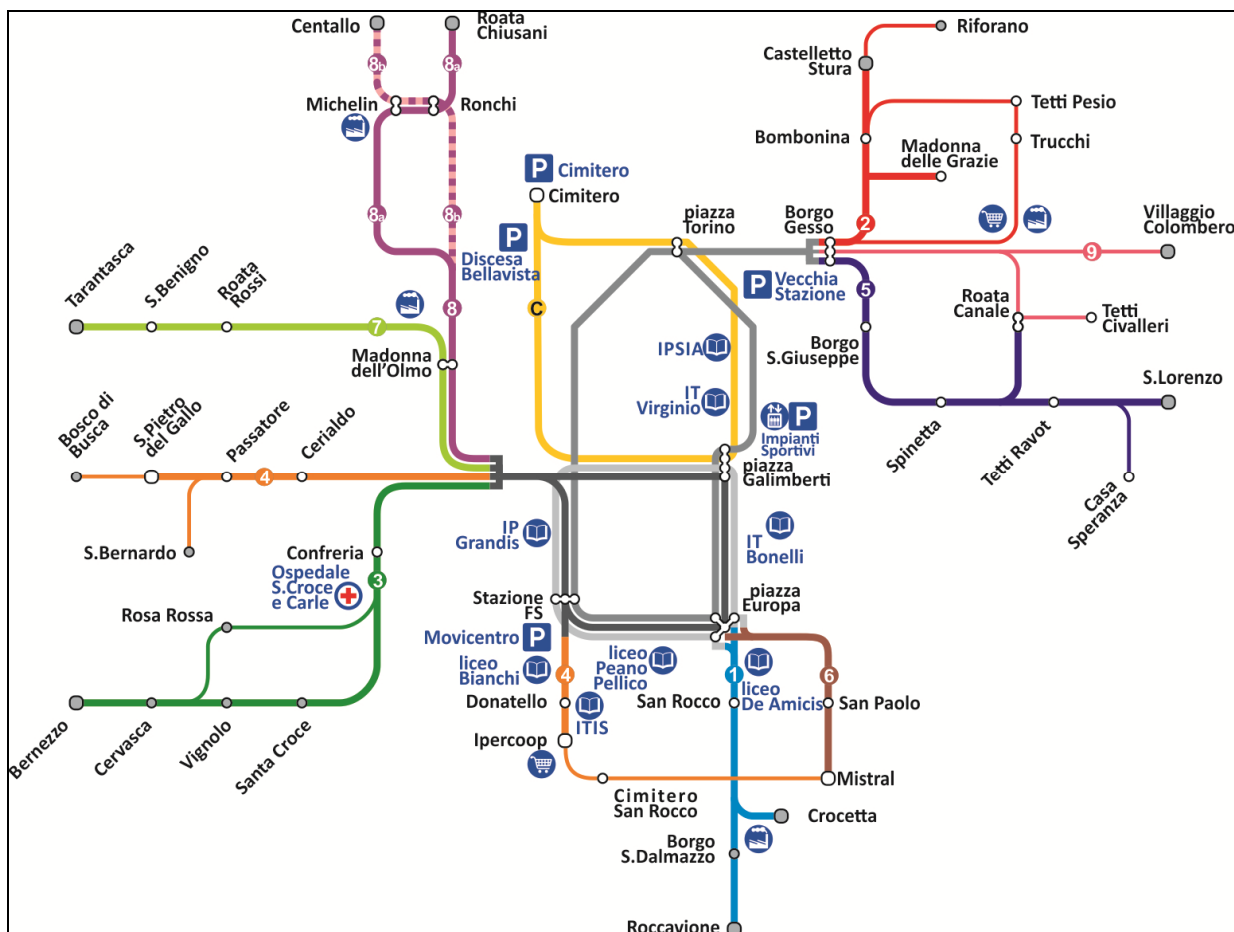 Centallo
Roata
Chiusani
8b
8a
Michelin
Ronchi
8a
8b
Riforano
Castelletto
Stura
Tetti Pesio
Bombonina
Trucchi
Madonna
delle Grazie
P
Cimitero
Cimitero
piazza
Torino
Borgo
Gesso
2
Villaggio
Colombero
P
Discesa
Bellavista
9
P
Vecchia
Stazione
5
Tarantasca
S.Benigno
Roata
Rossi
7
8
C
Roata
Canale
Tetti
Civalleri
Madonna
dell'Olmo
IPSIA
Borgo
S.Giuseppe
IT
Virginio
S.Lorenzo
Bosco di
Busca
S.Pietro
del Gallo
Passatore
Cerialdo
4
P
Impianti
Sportivi
piazza
Galimberti
Spinetta
Tetti Ravot
Casa
Speranza
IP
Grandis
IT
Bonelli
S.Bernardo
Confreria
Ospedale
S.Croce
e Carle
3
Rosa Rossa
Stazione
FS
piazza
Europa
Movicentro
P
liceo
Bianchi
4
liceo
Peano
Pellico
1
liceo
De Amicis
6
Donatello
ITIS
San Rocco
San Paolo
Bernezzo
Cervasca
Vignolo
Santa Croce
Ipercoop
Mistral
Cimitero
San Rocco
Crocetta
Borgo
S.Dalmazzo
Roccavione